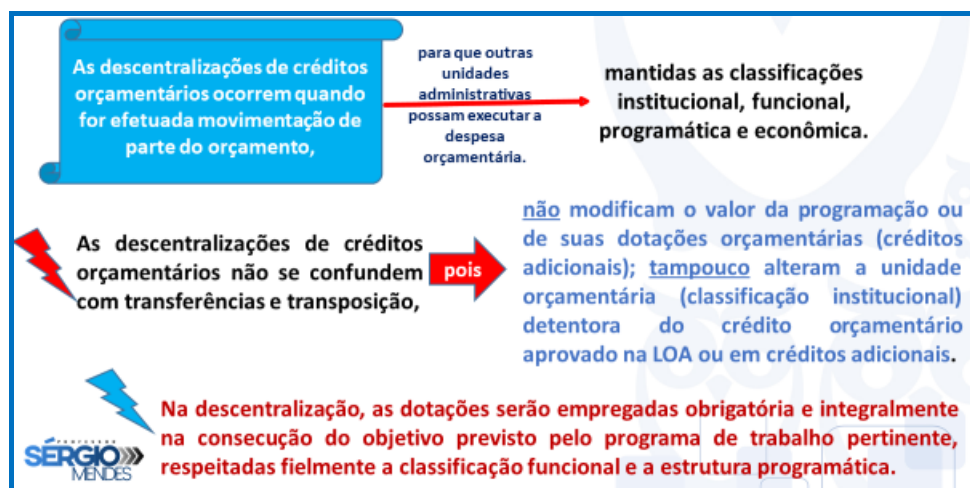 As descentralizações de créditos
orçamentários ocorrem quando
for efetuada movimentação de
parte do orçamento,
para que outras
unidades
administrativas
possam executar a
despesa
orçamentária.
mantidas as classificações
institucional, funcional,
programática e econômica.
As descentralizações de créditos
orçamentários não se confundem
com transferências e transposição,
pois
não modificam o valor da programação ou
de suas dotações orçamentárias (créditos
adicionais); tampouco alteram a unidade
orçamentária (classificação institucional)
detentora do crédito orçamentário
aprovado na LOA ou em créditos adicionais.
Na descentralização, as dotações serão empregadas obrigatória e integralmente
na consecução do objetivo previsto pelo programa de trabalho pertinente,
respeitadas fielmente a classificação funcional e a estrutura programática.
PROFESSOR
SÉRGIO
MENDES